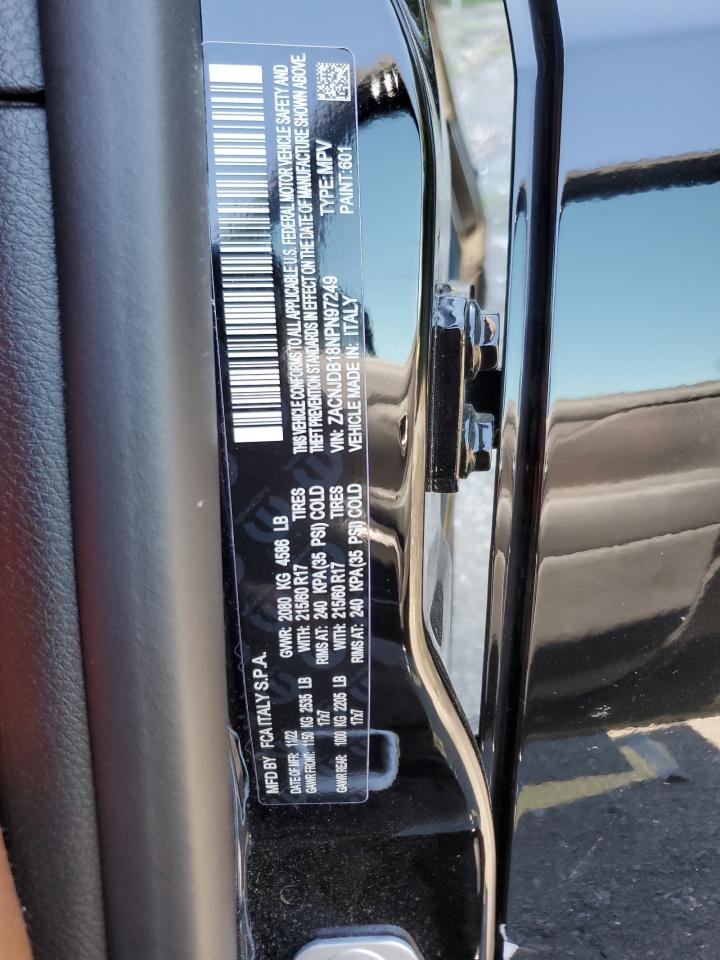 MFD BY FCA ITALY S.P.A.
DATE OF MFR: 11/22 GVWR: 2080 KG 4586 LB
GAWR FRONT: 1150 KG 2535 LB WITH: 215/60 R17 TIRES
17x7 RIMS AT: 240 KPA(35 PSI) COLD
GAWR REAR: 1000 KG 2205 LB WITH: 215/60 R17 TIRES
17x7 RIMS AT: 240 KPA(35 PSI) COLD
THIS VEHICLE CONFORMS TO ALL APPLICABLE U.S. FEDERAL MOTOR VEHICLE SAFETY AND
THEFT PREVENTION STANDARDS IN EFFECT ON THE DATE OF MANUFACTURE SHOWN ABOVE.
VIN: ZACNJDB18NPN97249 TYPE: MPV
VEHICLE MADE IN: ITALY PAINT: 601